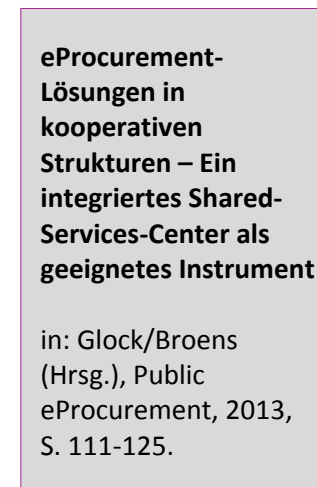 eProcurement-
Lösungen in
kooperativen
Strukturen – Ein
integriertes Shared-
Services-Center als
geeignetes Instrument
in: Glock/Broens
(Hrsg.), Public
eProcurement, 2013,
S. 111-125.